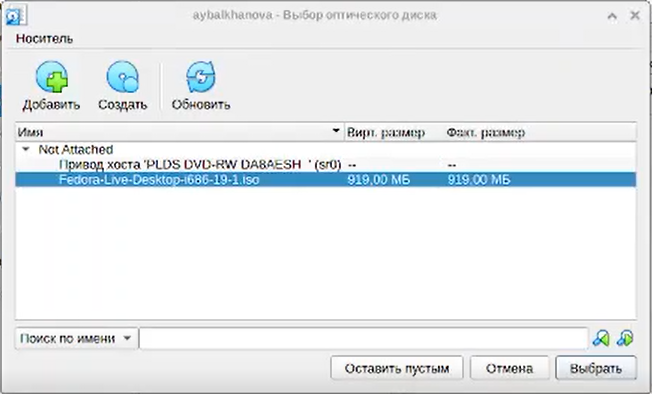 aybalkhanova - Выбор оптического диска
Носитель
Добавить Создать Обновить
Имя Вирт. размер Факт. размер
Not Attached
Привод хоста 'PLDS DVD-RW DA8AESH ' (sr0) -- --
Fedora-Live-Desktop-i686-19-1.iso 919,00 МБ 919,00 МБ
Поиск по имени
Оставить пустым Отмена Выбрать